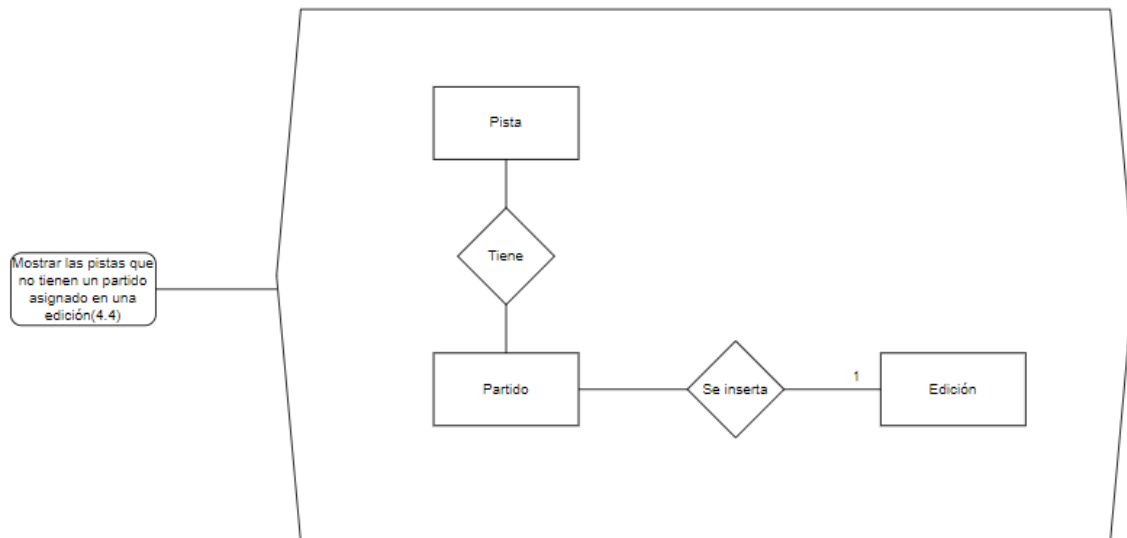 Pista
Tiene
Mostrar las pistas que
no tienen un partido
asignado en una
edición(4.4)
Partido
Se inserta
1
Edición